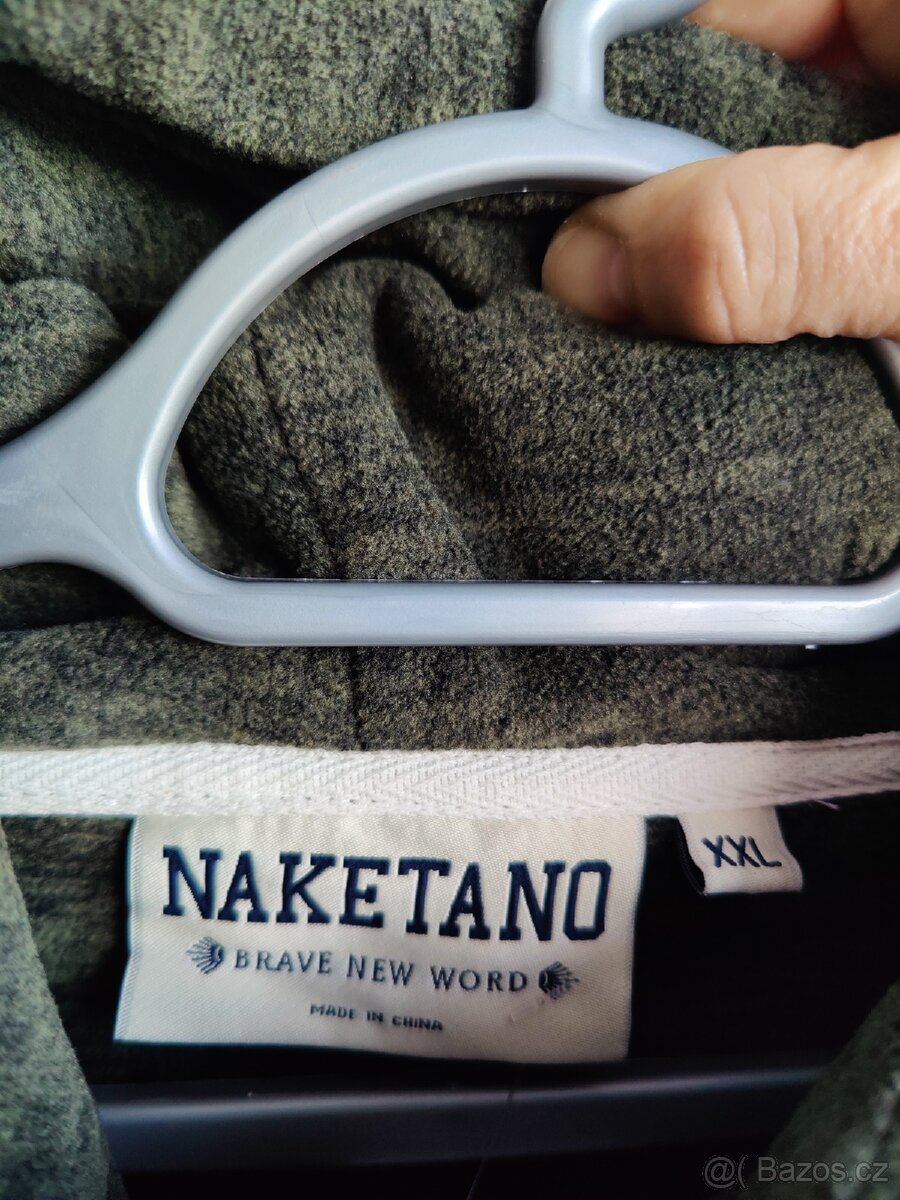 NAKETANO
BRAVE NEW WORD
MADE IN CHINA
XXL
@( Bazos.cz